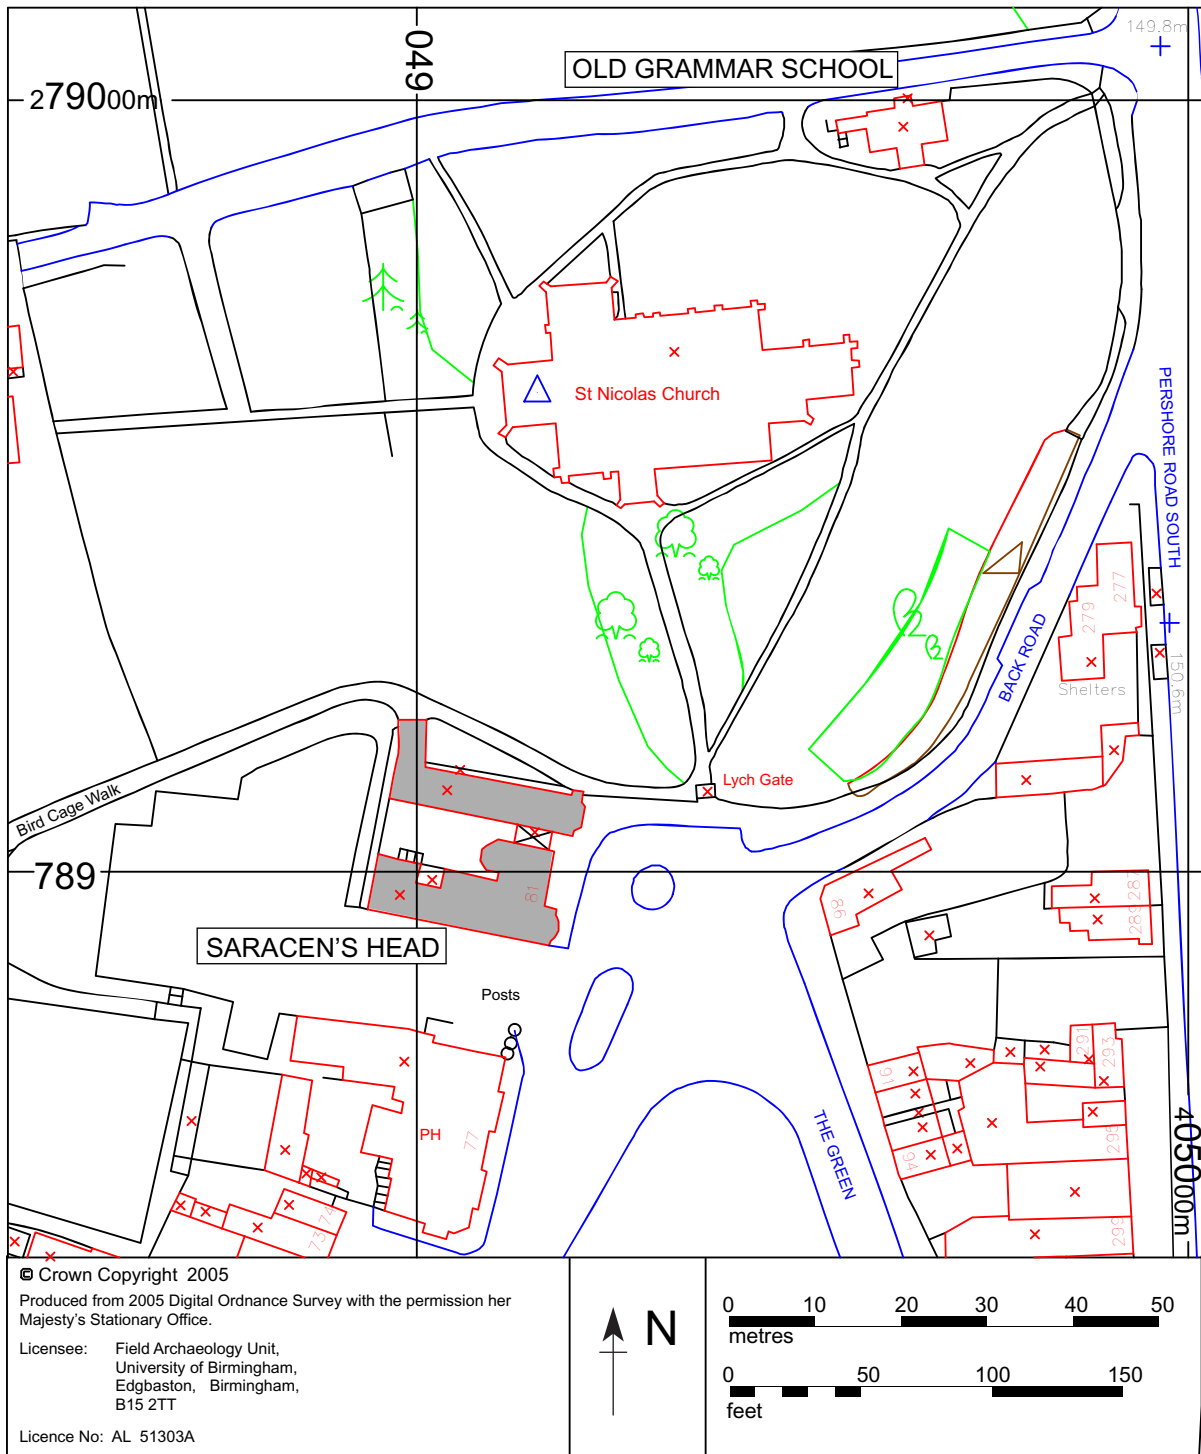 149.8m
049
OLD GRAMMAR SCHOOL
27900om
St Nicolas Church
PERSHORE ROAD SOUTH
277
279
BACK ROAD
150.6m
Shelters
Lych Gate
Bird Cage Walk
789
81
86
287
289
SARACEN'S HEAD
Posts
291
293
91
THE GREEN
PH
77
94
295
405000m
74
73
299
© Crown Copyright 2005
Produced from 2005 Digital Ordnance Survey with the permission her
Majesty's Stationary Office.
Licensee: Field Archaeology Unit,
University of Birmingham,
Edgbaston, Birmingham,
B15 2TT
Licence No: AL 51303A
N
0 10 20 30 40 50
metres
0 50 100 150
feet